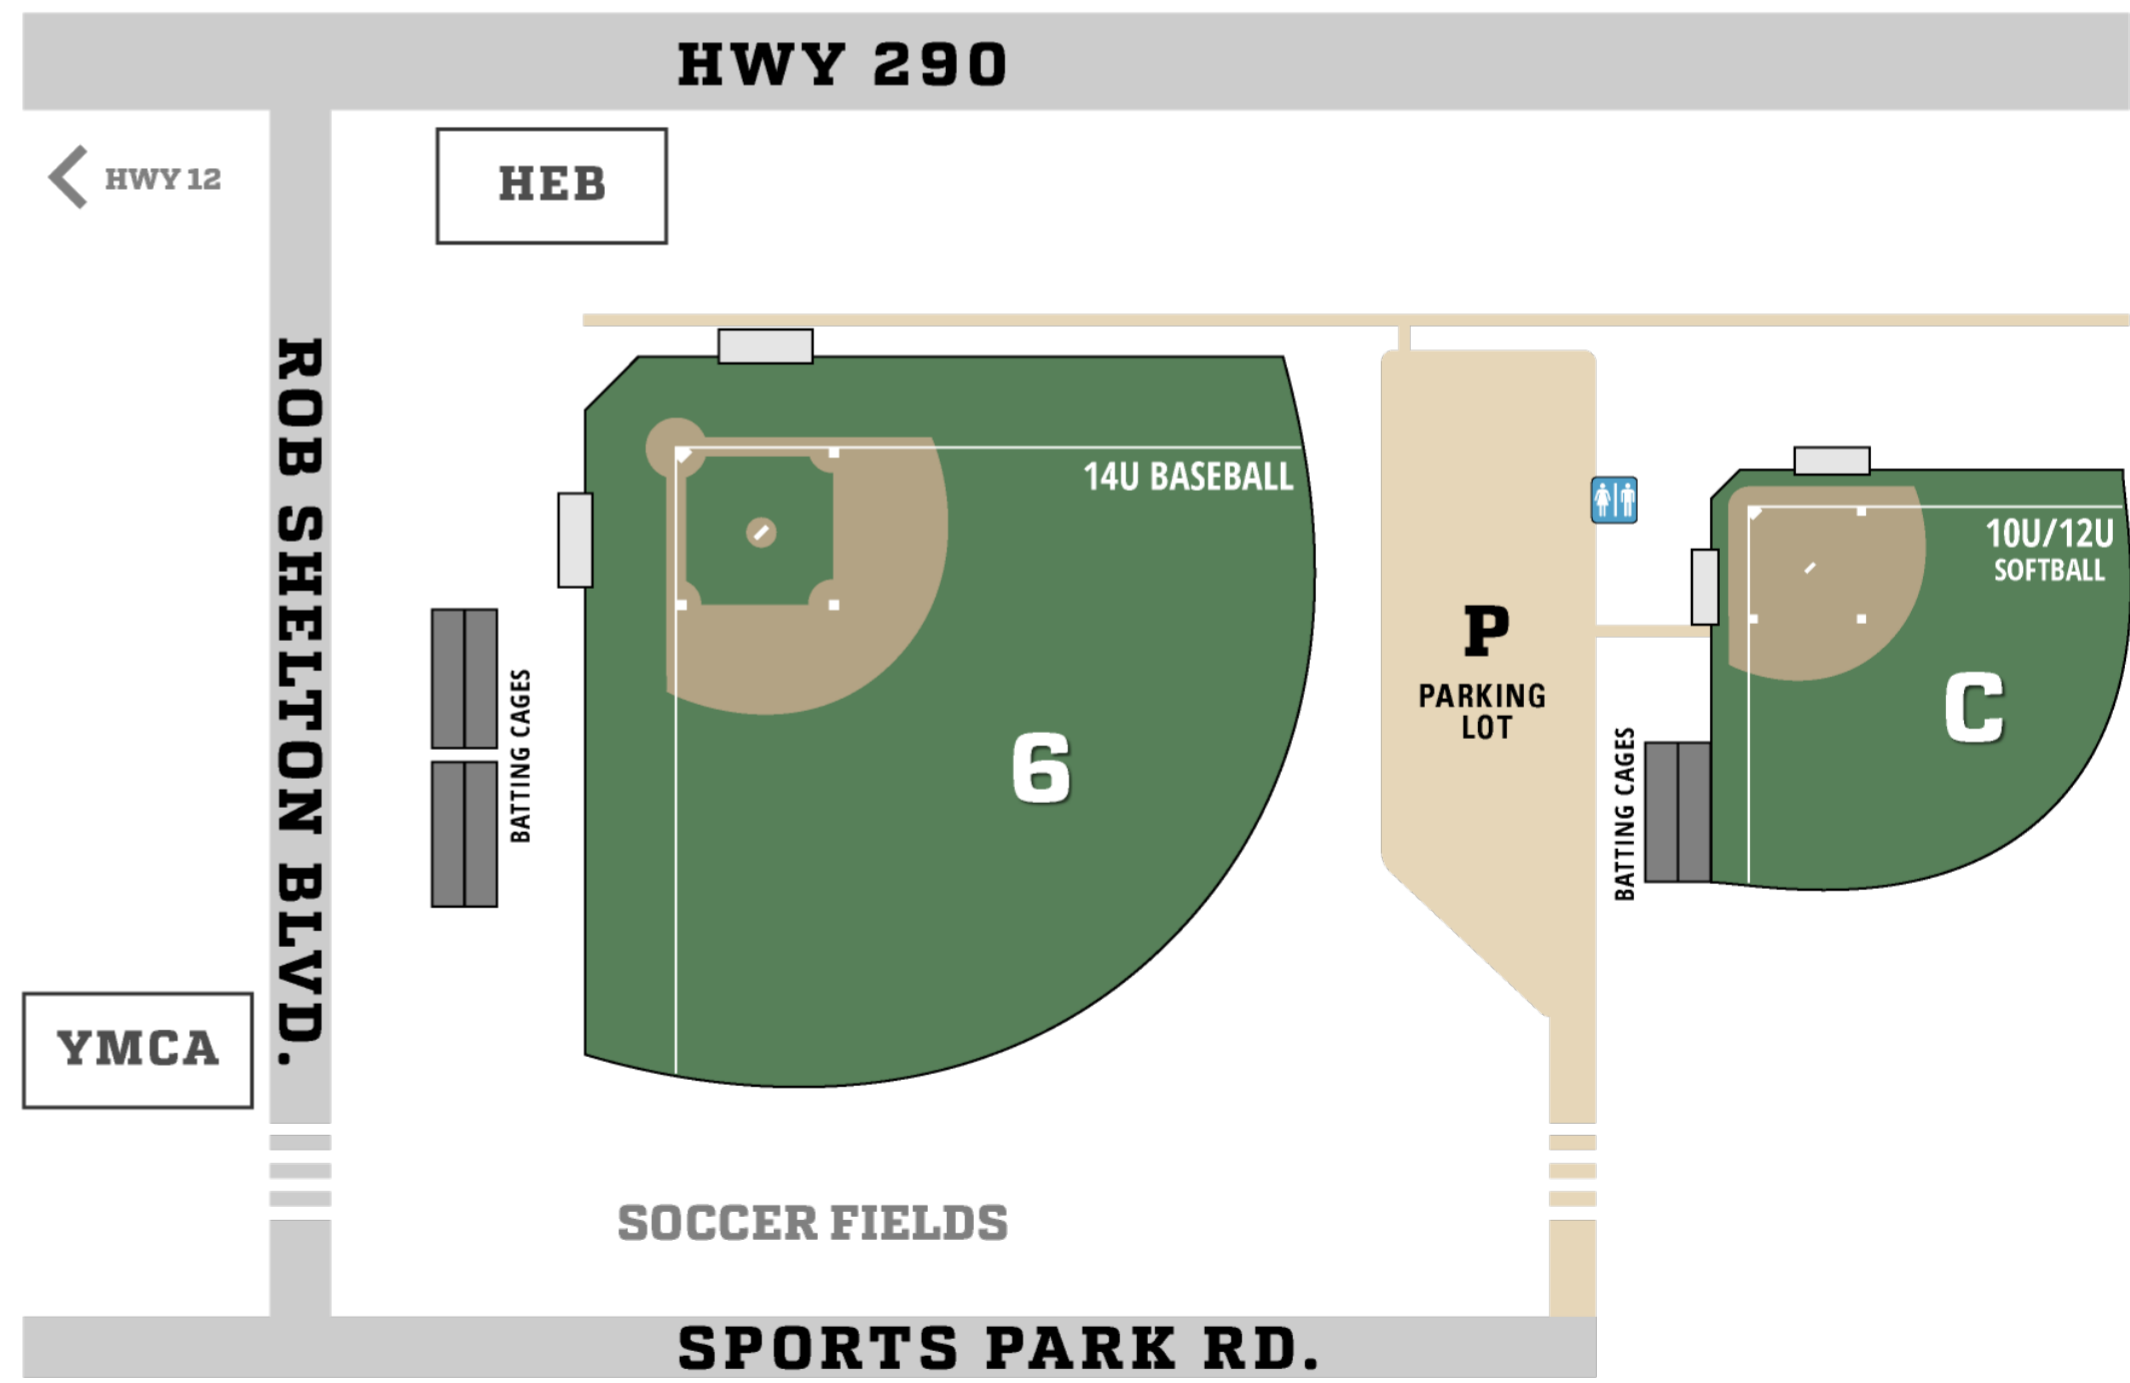 HWY 290
HWY 12
HEB
ROB SHELTON BLVD.
14U BASEBALL
10U/12U
SOFTBALL
P
PARKING
LOT
BATTING CAGES
6
C
BATTING CAGES
YMCA
SOCCER FIELDS
SPORTS PARK RD.